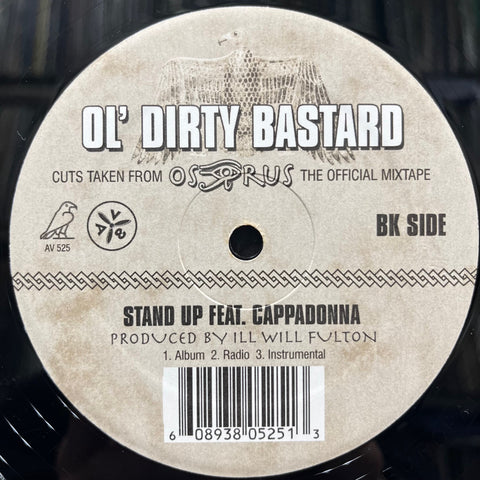 OL' DIRTY BASTARD
CUTS TAKEN FROM OSIRUS THE OFFICIAL MIXTAPE
AV 525
AV8
BK SIDE
STAND UP FEAT. CAPPADONNA
PRODUCED BY ILL WILL FULTON
1. Album 2. Radio 3. Instrumental
6 08938 05251 3